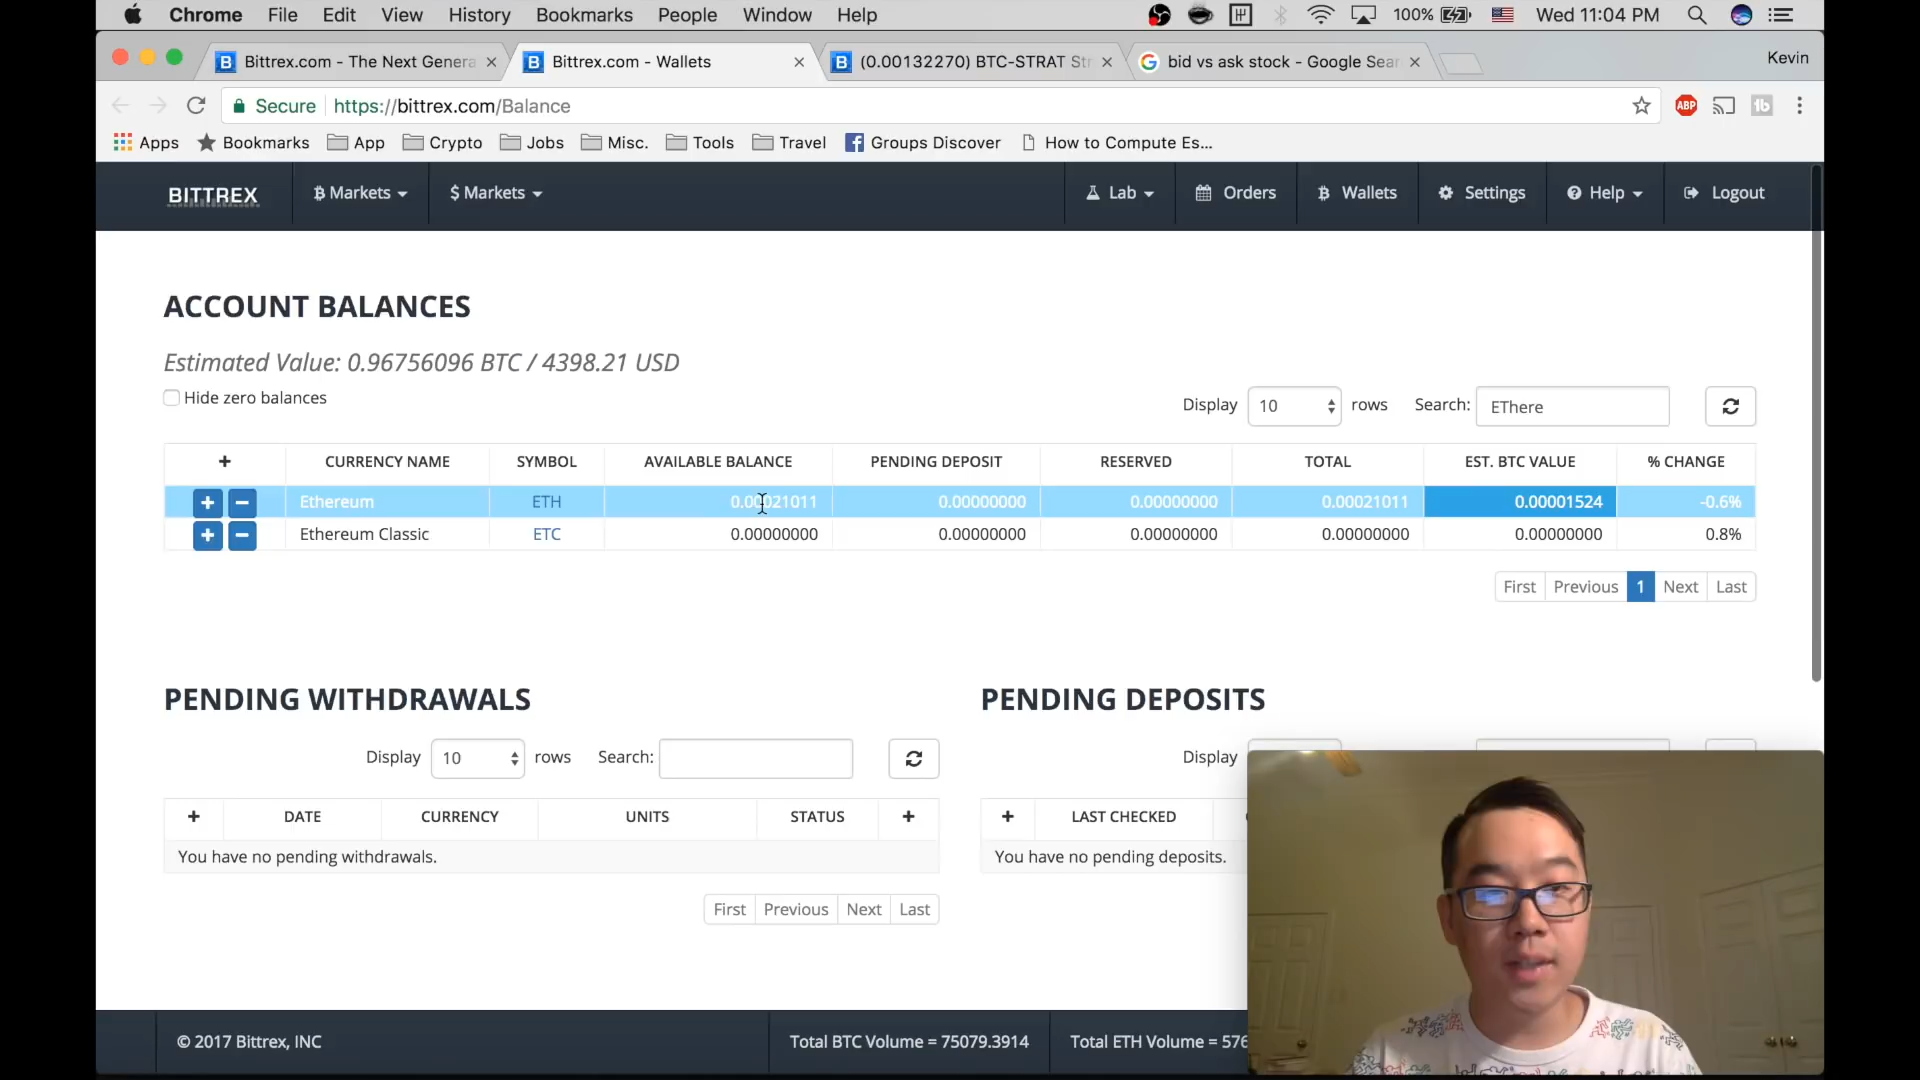 Chrome File Edit View History Bookmarks People Window Help 100% Wed 11:04 PM
Bittrex.com - The Next Genera Bittrex.com - Wallets (0.00132270) BTC-STRAT Str bid vs ask stock - Google Sear Kevin
Secure https://bittrex.com/Balance ABP
Apps Bookmarks App Crypto Jobs Misc. Tools Travel Groups Discover How to Compute Es...
BITTREX Markets $ Markets Lab Orders Wallets Settings Help Logout
ACCOUNT BALANCES
Estimated Value: 0.96756096 BTC / 4398.21 USD
Hide zero balances
Display 10 rows Search: EThere
+ CURRENCY NAME SYMBOL AVAILABLE BALANCE PENDING DEPOSIT RESERVED TOTAL EST. BTC VALUE % CHANGE
+ − Ethereum ETH 0.00021011 0.00000000 0.00000000 0.00021011 0.00001524 -0.6%
+ − Ethereum Classic ETC 0.00000000 0.00000000 0.00000000 0.00000000 0.00000000 0.8%
First Previous 1 Next Last
PENDING WITHDRAWALS
Display 10 rows Search:
+ DATE CURRENCY UNITS STATUS +
You have no pending withdrawals.
First Previous Next Last
PENDING DEPOSITS
Display
+ LAST CHECKED
You have no pending deposits.
© 2017 Bittrex, INC Total BTC Volume = 75079.3914 Total ETH Volume = 576